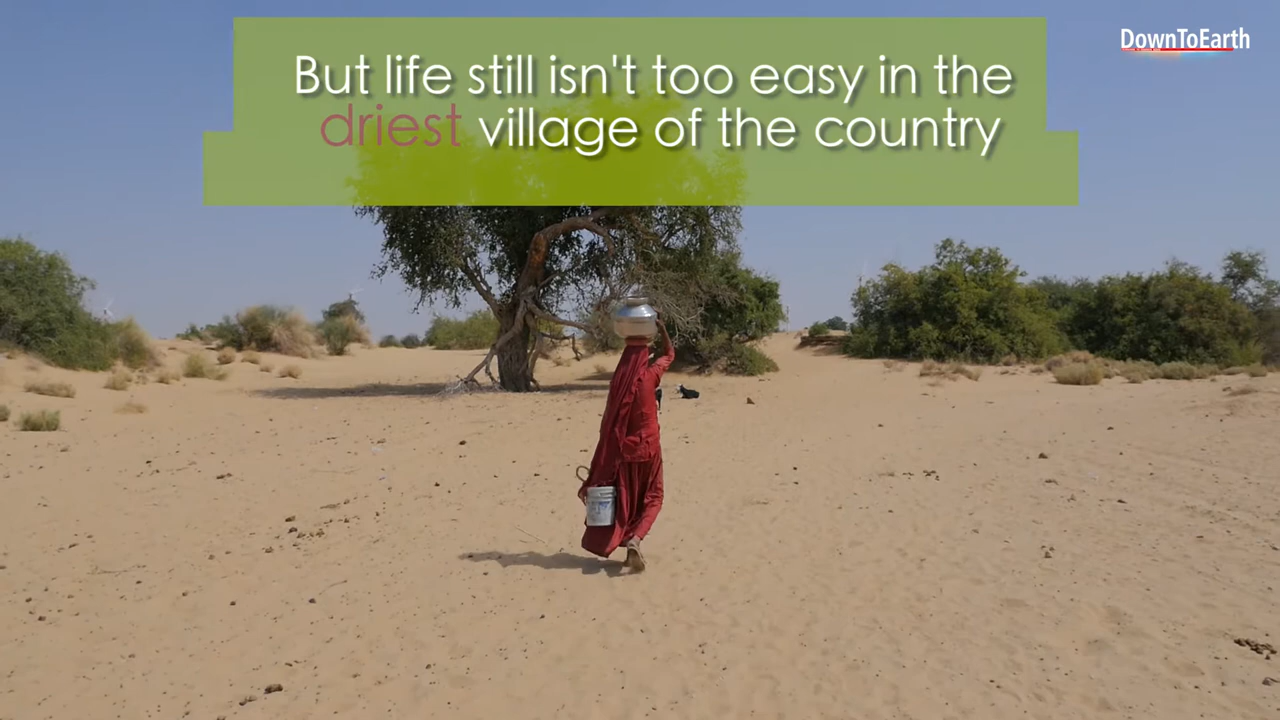 DownToEarth
But life still isn't too easy in the
driest village of the country